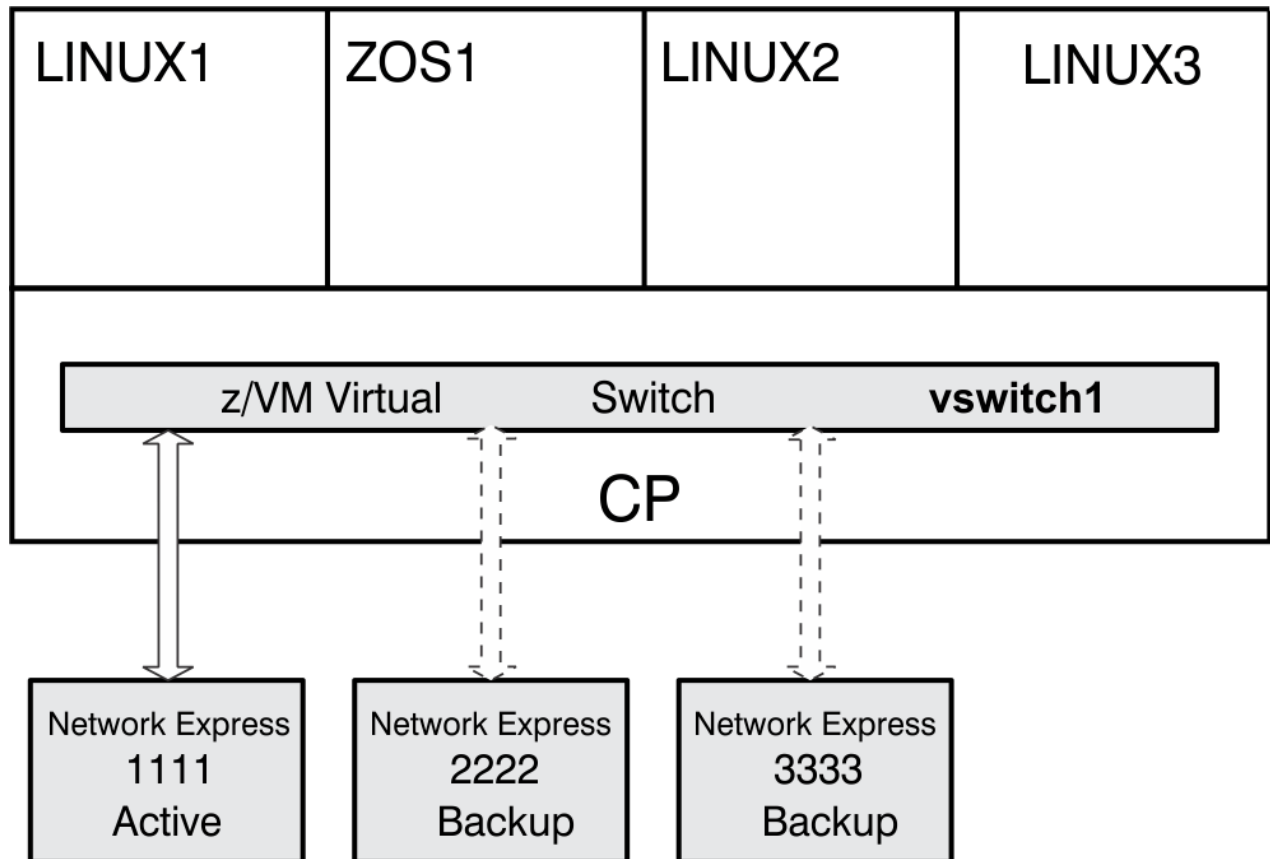 LINUX1
ZOS1
LINUX2
LINUX3
z/VM Virtual Switch vswitch1
CP
Network Express
1111
Active
Network Express
2222
Backup
Network Express
3333
Backup